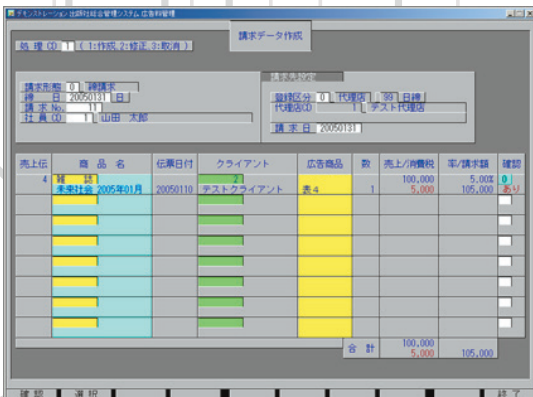 デモンストレーション出版社総合管理システム 広告料管理
請求データ作成
処 理 CD 1 ( 1:作成,2:修正,3:取消 )
請求形態 0 締請求
締 日 20050131 日
請 求 No. 11
社 員 CD 1 山田 太郎
請求先設定
登録区分 0 代理店 99 日締
代理店CD 1 テスト代理店
請 求 日 20050131
売上伝 商 品 名 伝票日付 クライアント 広告商品 数 売上/消費税 率/請求額 確認
4 雑 誌 2 100,000 5.00% 0
未来社会 2005年01月 20050110 テストクライアント 表4 1 5,000 105,000 あり
合 計 100,000
5,000 105,000
確 認 選 択 終 了